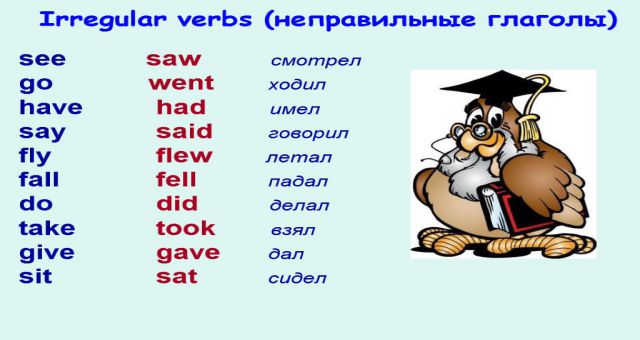 Irregular verbs (неправильные глаголы)
see saw смотрел
go went ходил
have had имел
say said говорил
fly flew летал
fall fell падал
do did делал
take took взял
give gave дал
sit sat сидел